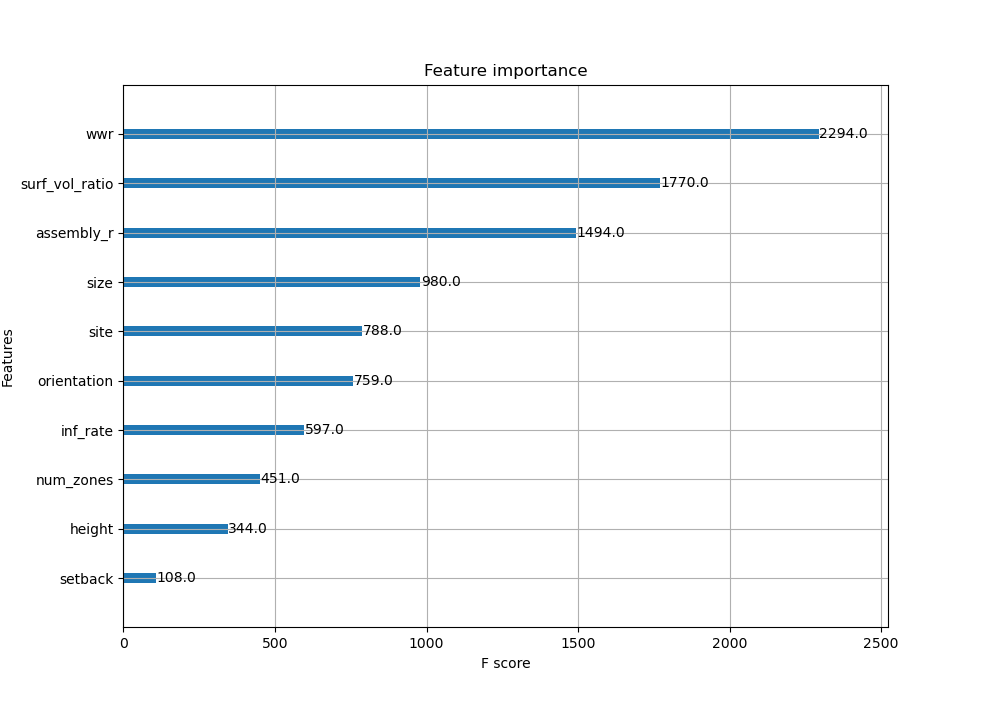 Feature importance
wwr 2294.0
surf_vol_ratio 1770.0
assembly_r 1494.0
size 980.0
site 788.0
orientation 759.0
inf_rate 597.0
num_zones 451.0
height 344.0
setback 108.0
Features
0 500 1000 1500 2000 2500
F score